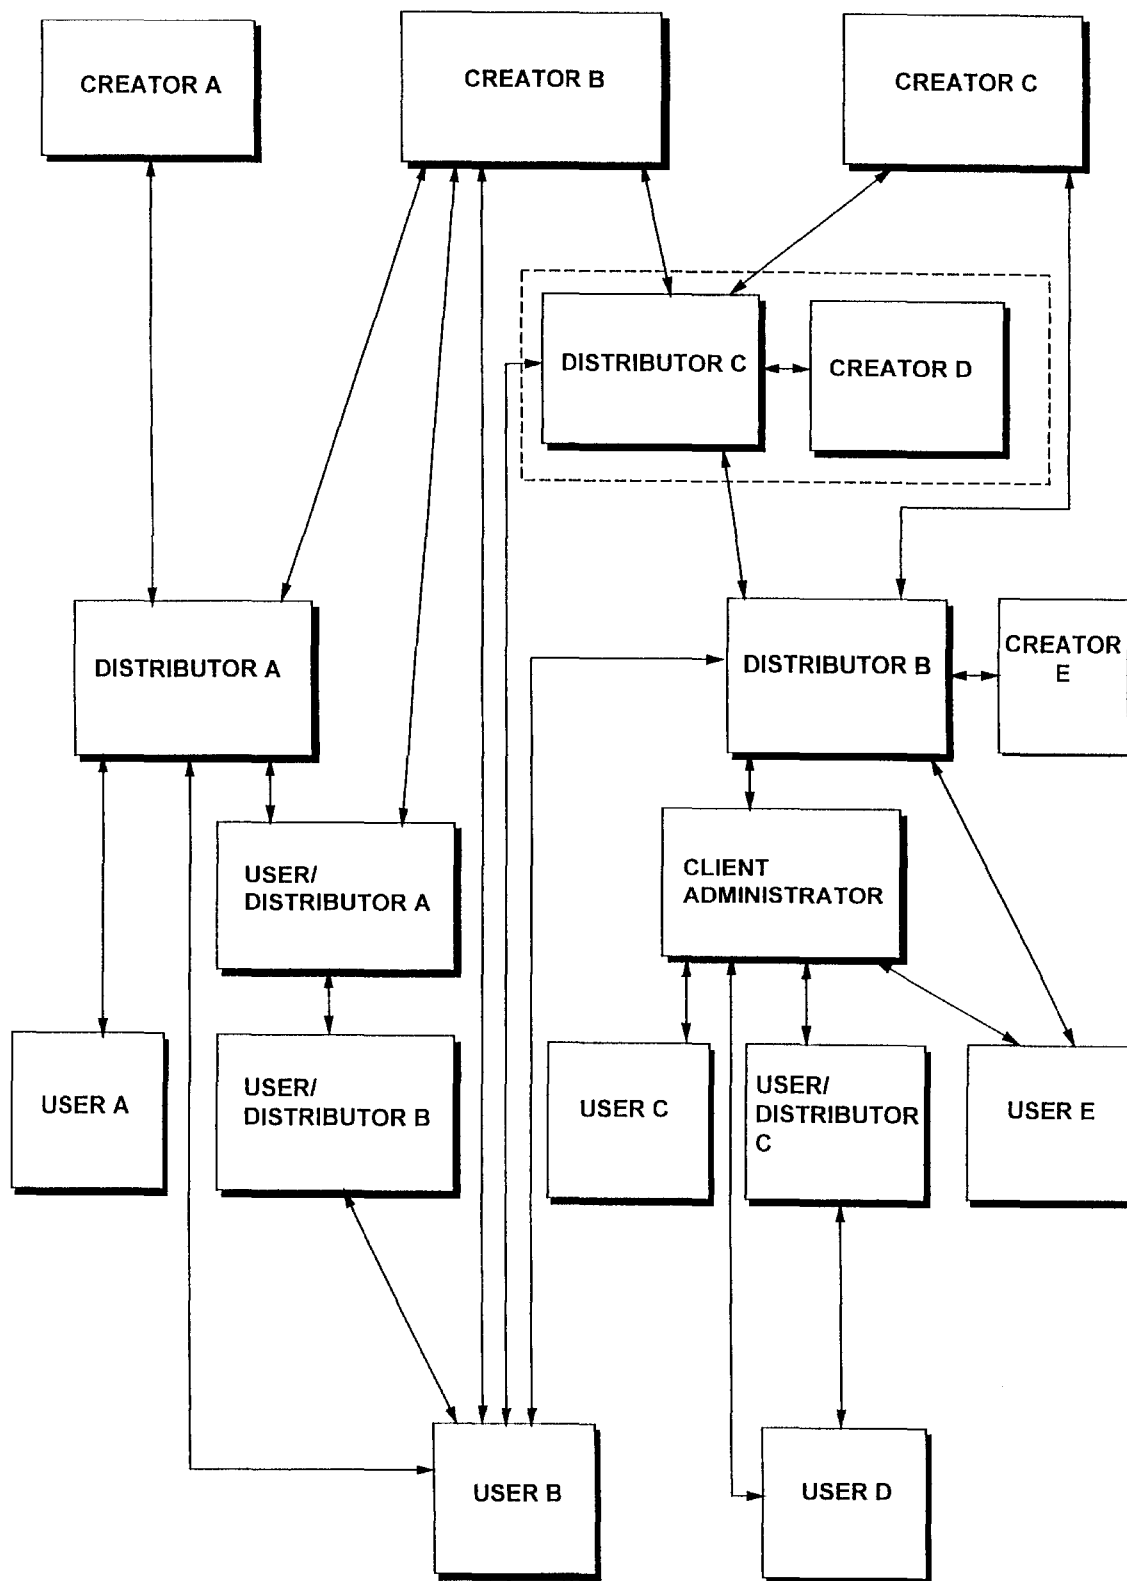 CREATOR A
CREATOR B
CREATOR C
DISTRIBUTOR C
CREATOR D
DISTRIBUTOR A
DISTRIBUTOR B
CREATOR
E
USER/
DISTRIBUTOR A
CLIENT
ADMINISTRATOR
USER A
USER/
DISTRIBUTOR B
USER C
USER/
DISTRIBUTOR
C
USER E
USER B
USER D